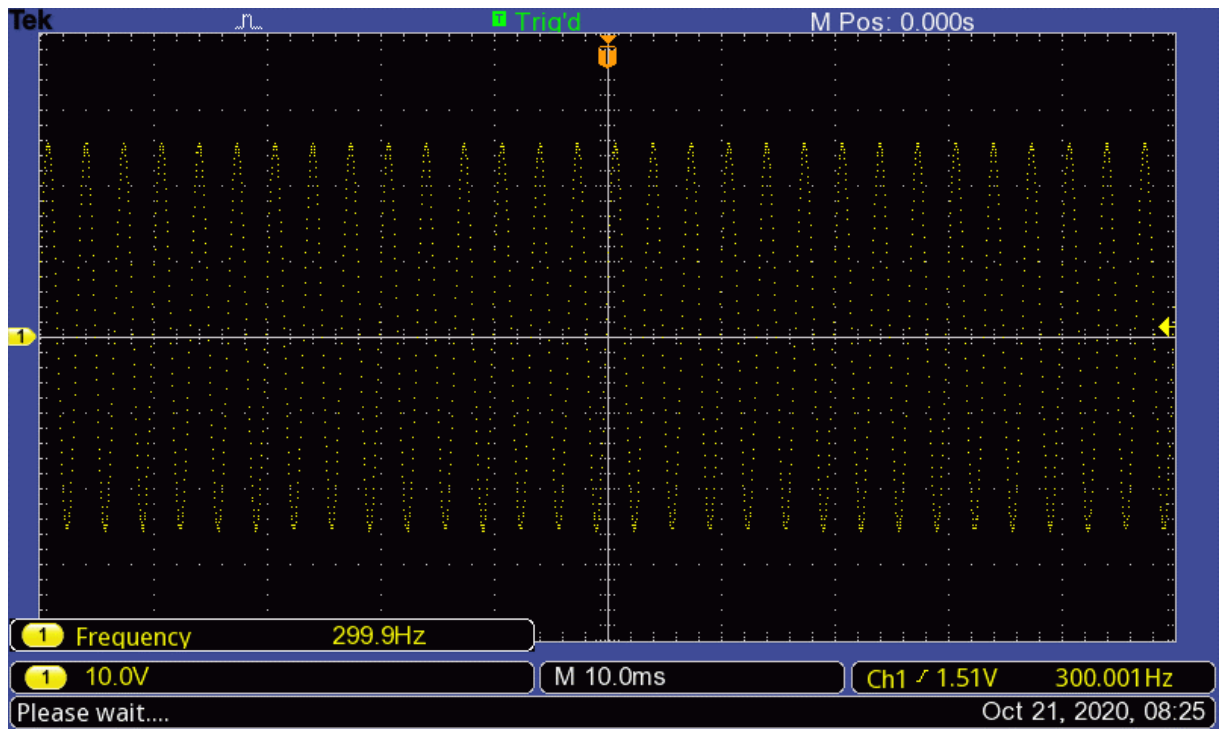 Tek T Trig'd M Pos: 0.000s
T
1
1 Frequency 299.9Hz
1 10.0V M 10.0ms Ch1 1.51V 300.001Hz
Please wait.... Oct 21, 2020, 08:25